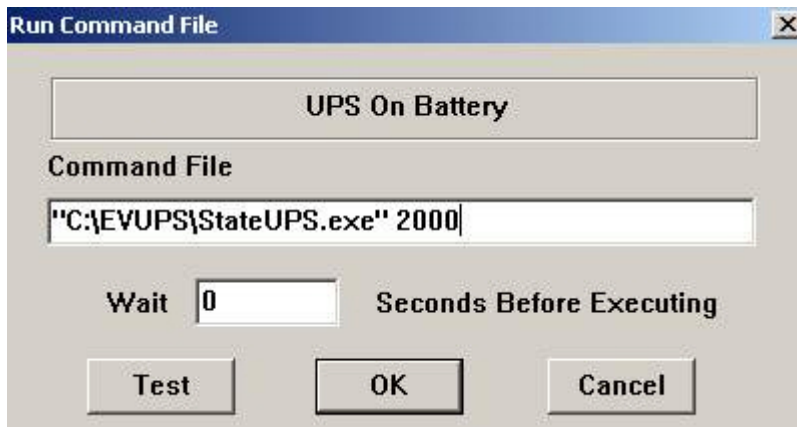 Run Command File
UPS On Battery
Command File
"C:\EVUPS\StateUPS.exe" 2000
Wait 0 Seconds Before Executing
Test OK Cancel